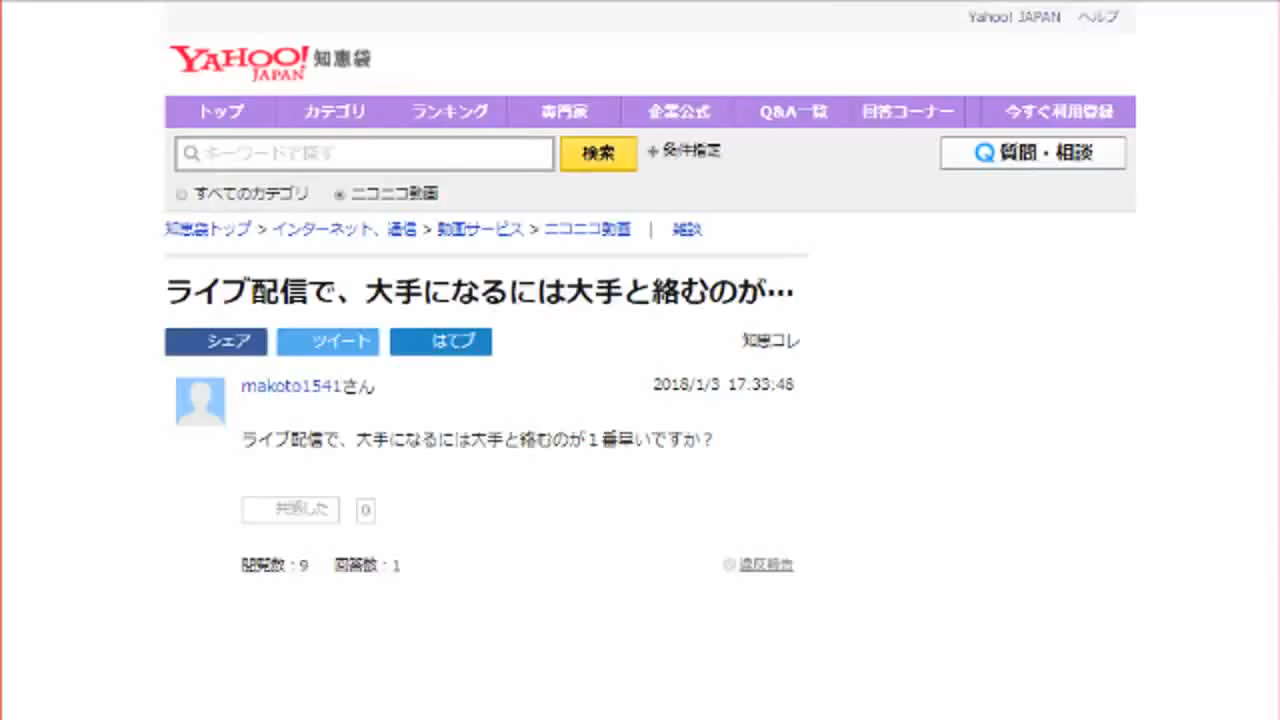 Yahoo! JAPAN ヘルプ
YAHOO! JAPAN 知恵袋
トップ カテゴリ ランキング 専門家 企業公式 Q&A一覧 回答コーナー 今すぐ利用登録
キーワードで探す 検索 +条件指定 Q 質問・相談
すべてのカテゴリ ニコニコ動画
知恵袋トップ > インターネット、通信 > 動画サービス > ニコニコ動画 | 雑談
ライブ配信で、大手になるには大手と絡むのが…
シェア ツイート はてブ 知恵コレ
makoto1541さん 2018/1/3 17:33:48
ライブ配信で、大手になるには大手と絡むのが１番早いですか？
共感した 0
閲覧数：9 回答数：1 違反報告